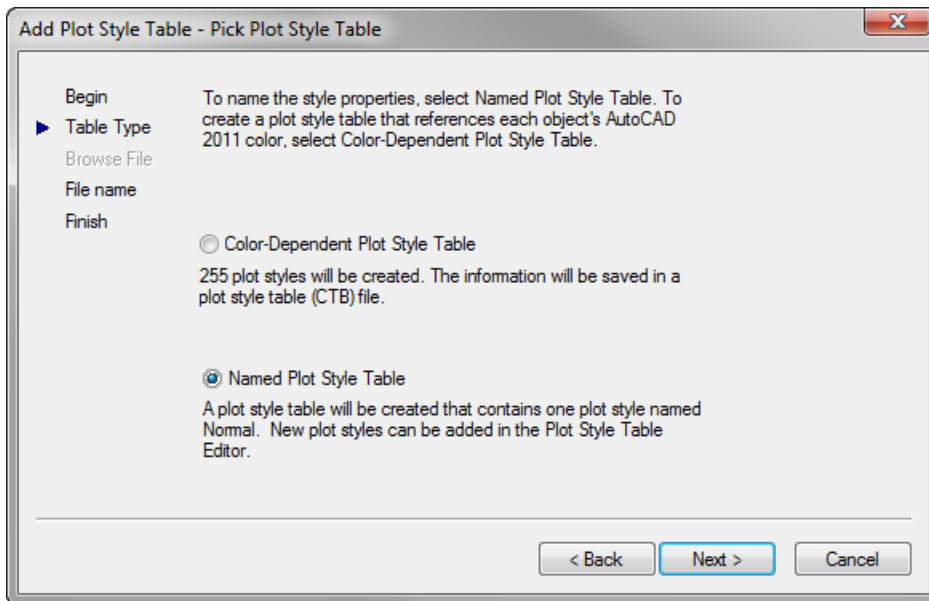 Add Plot Style Table - Pick Plot Style Table
Begin
Table Type
Browse File
File name
Finish
To name the style properties, select Named Plot Style Table. To
create a plot style table that references each object's AutoCAD
2011 color, select Color-Dependent Plot Style Table.
Color-Dependent Plot Style Table
255 plot styles will be created. The information will be saved in a
plot style table (CTB) file.
Named Plot Style Table
A plot style table will be created that contains one plot style named
Normal.  New plot styles can be added in the Plot Style Table
Editor.
< Back
Next >
Cancel